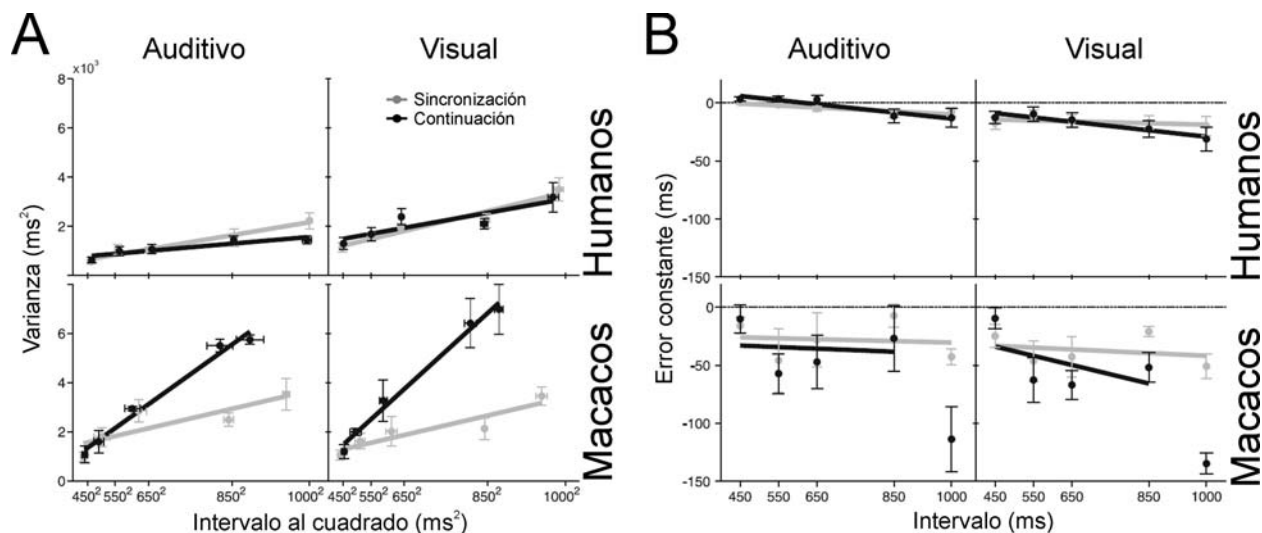 A
Auditivo
Visual
x10³
8
6
4
2
Sincronización
Continuación
Humanos
Varianza (ms²)
6
4
2
0
Macacos
450² 550² 650² 850² 1000²
450² 550² 650² 850² 1000²
Intervalo al cuadrado (ms²)
B
Auditivo
Visual
0
-50
-100
-150
Humanos
Error constante (ms)
0
-50
-100
-150
Macacos
450 550 650 850 1000
450 550 650 850 1000
Intervalo (ms)